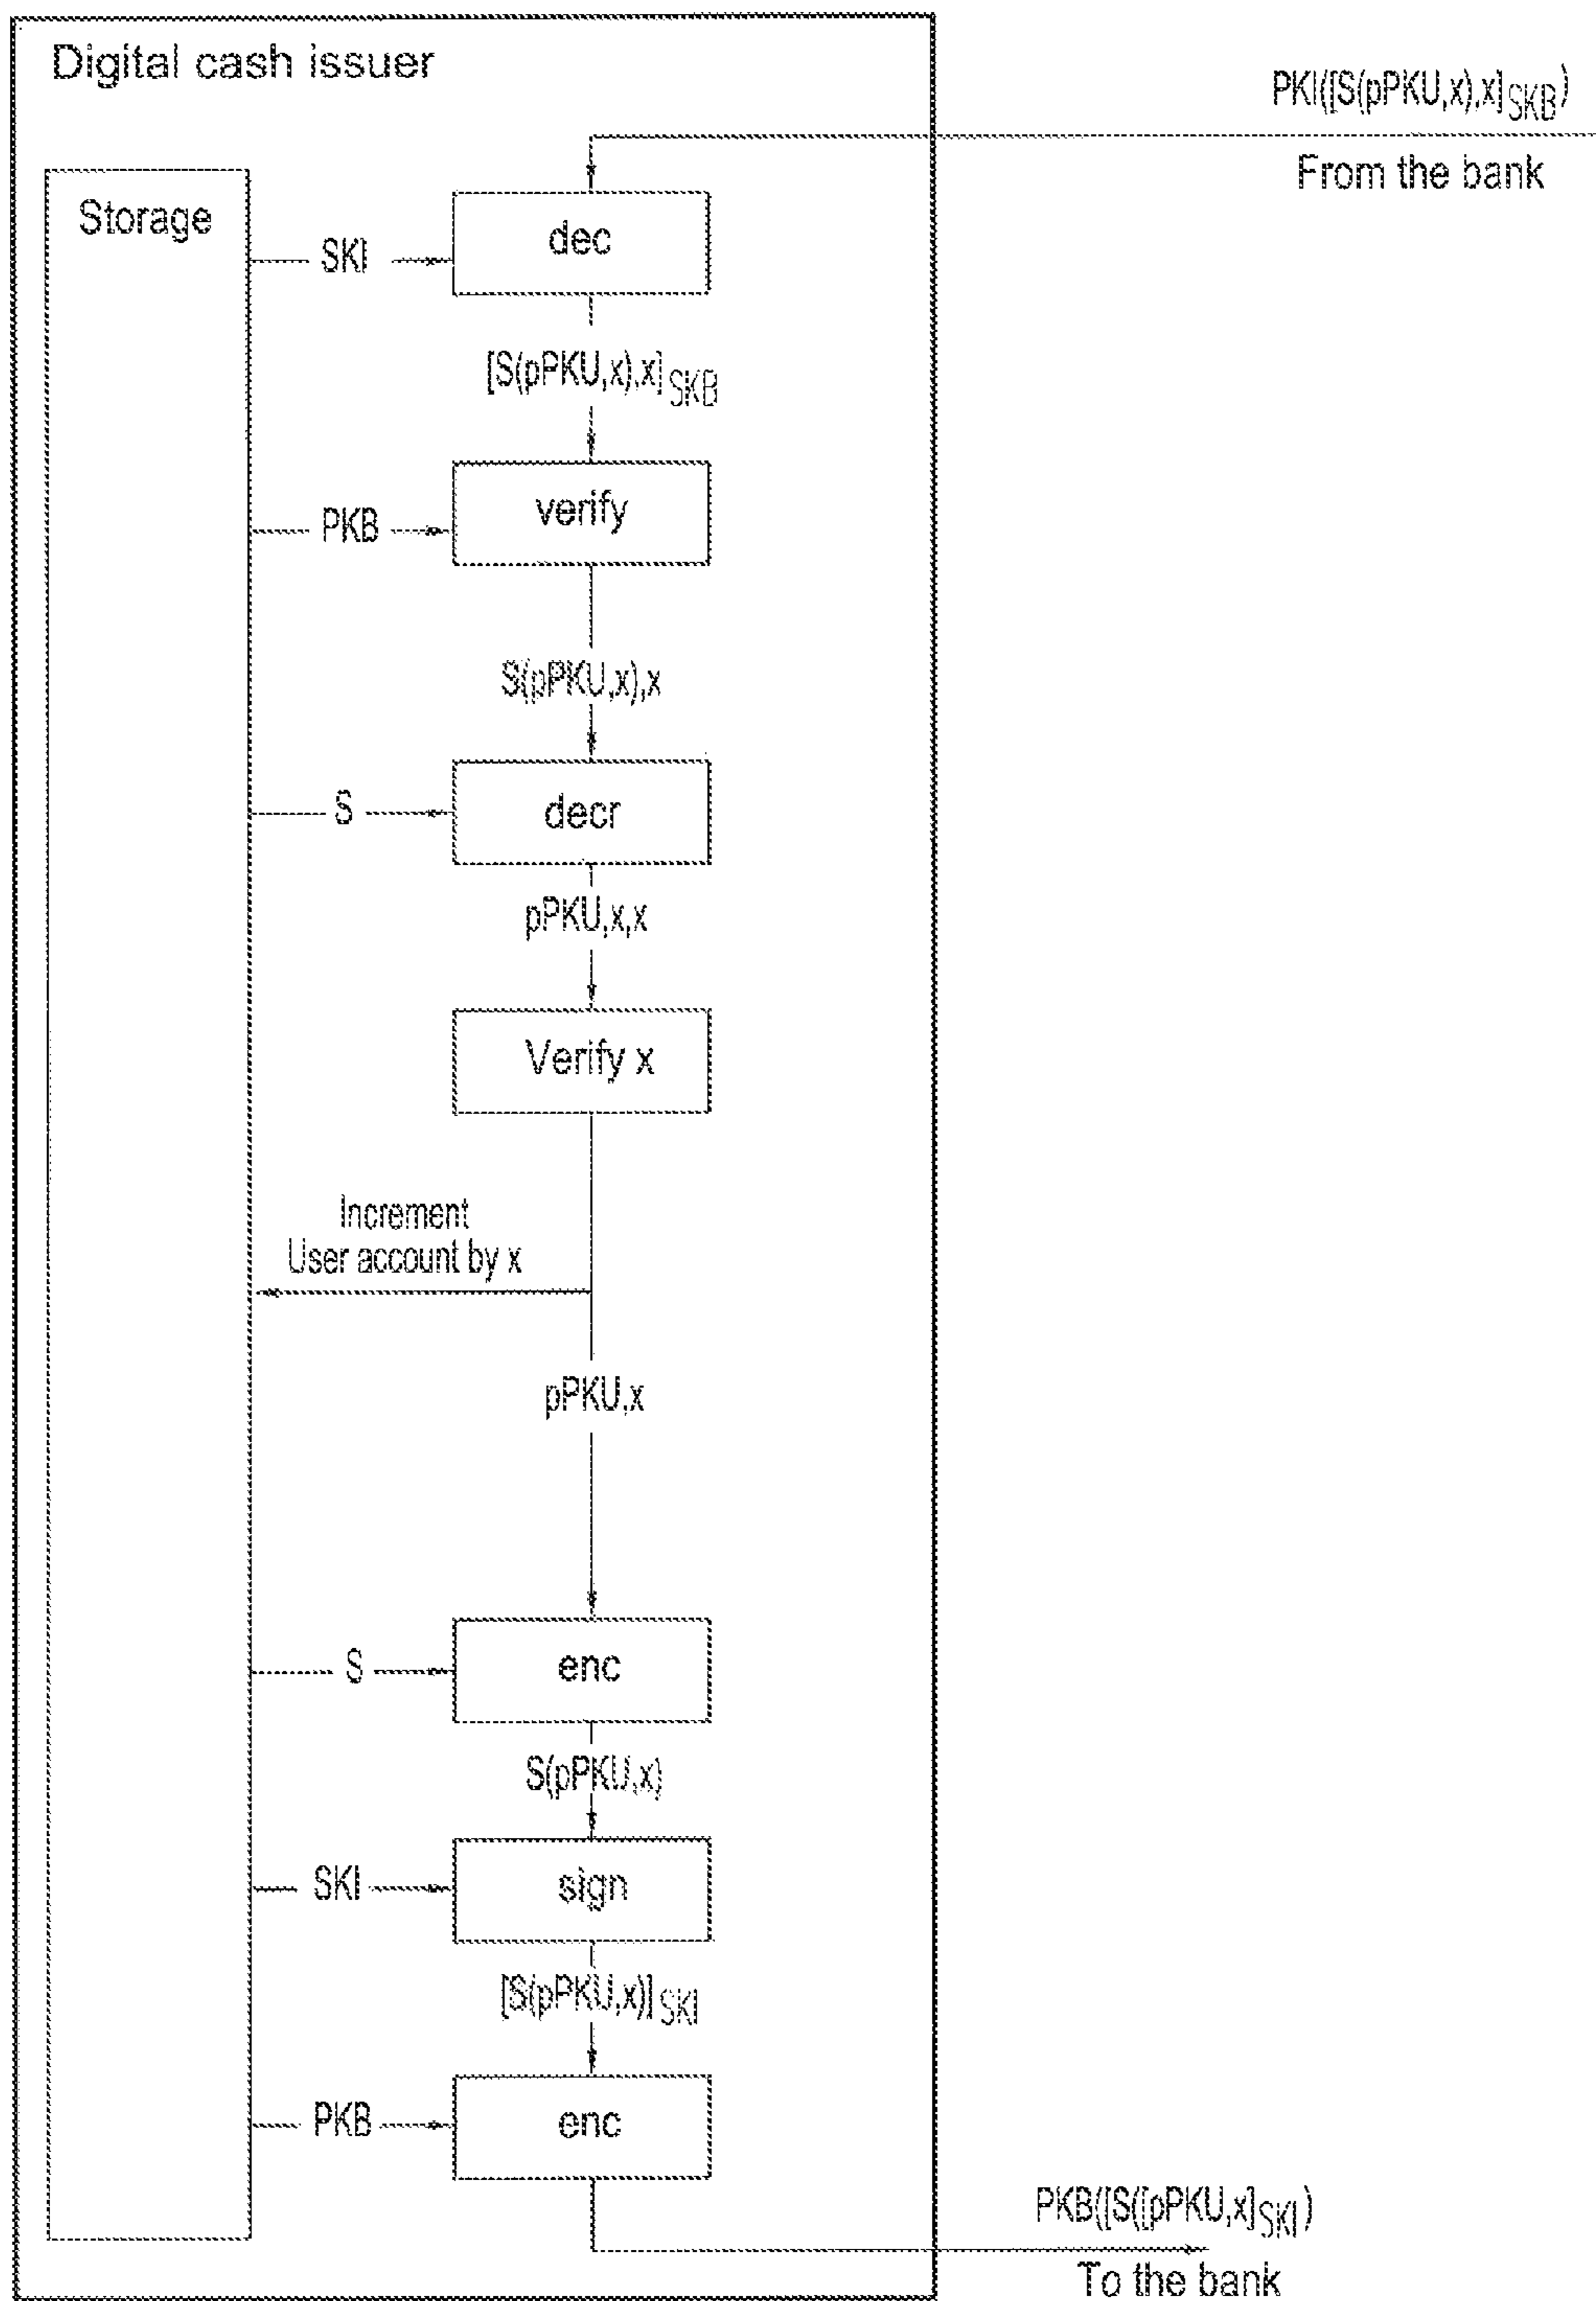 Digital cash issuer
PKI([S(pPKU,x),x]SKB)
From the bank
Storage
SKI
dec
[S(pPKU,x),x]SKB
PKB
verify
S(pPKU,x),x
S
decr
pPKU,x,x
Verify x
Increment
User account by x
pPKU,x
S
enc
S(pPKU,x)
SKI
sign
[S(pPKU,x)]SKI
PKB
enc
PKB([S([pPKU,x]SKI)
To the bank